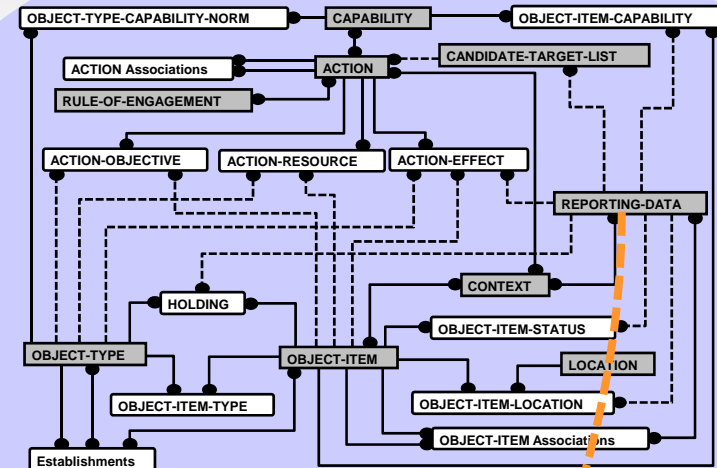 OBJECT-TYPE-CAPABILITY-NORM
CAPABILITY
OBJECT-ITEM-CAPABILITY
ACTION Associations
ACTION
CANDIDATE-TARGET-LIST
RULE-OF-ENGAGEMENT
ACTION-OBJECTIVE
ACTION-RESOURCE
ACTION-EFFECT
REPORTING-DATA
CONTEXT
HOLDING
OBJECT-ITEM-STATUS
OBJECT-TYPE
OBJECT-ITEM
LOCATION
OBJECT-ITEM-TYPE
OBJECT-ITEM-LOCATION
OBJECT-ITEM Associations
Establishments